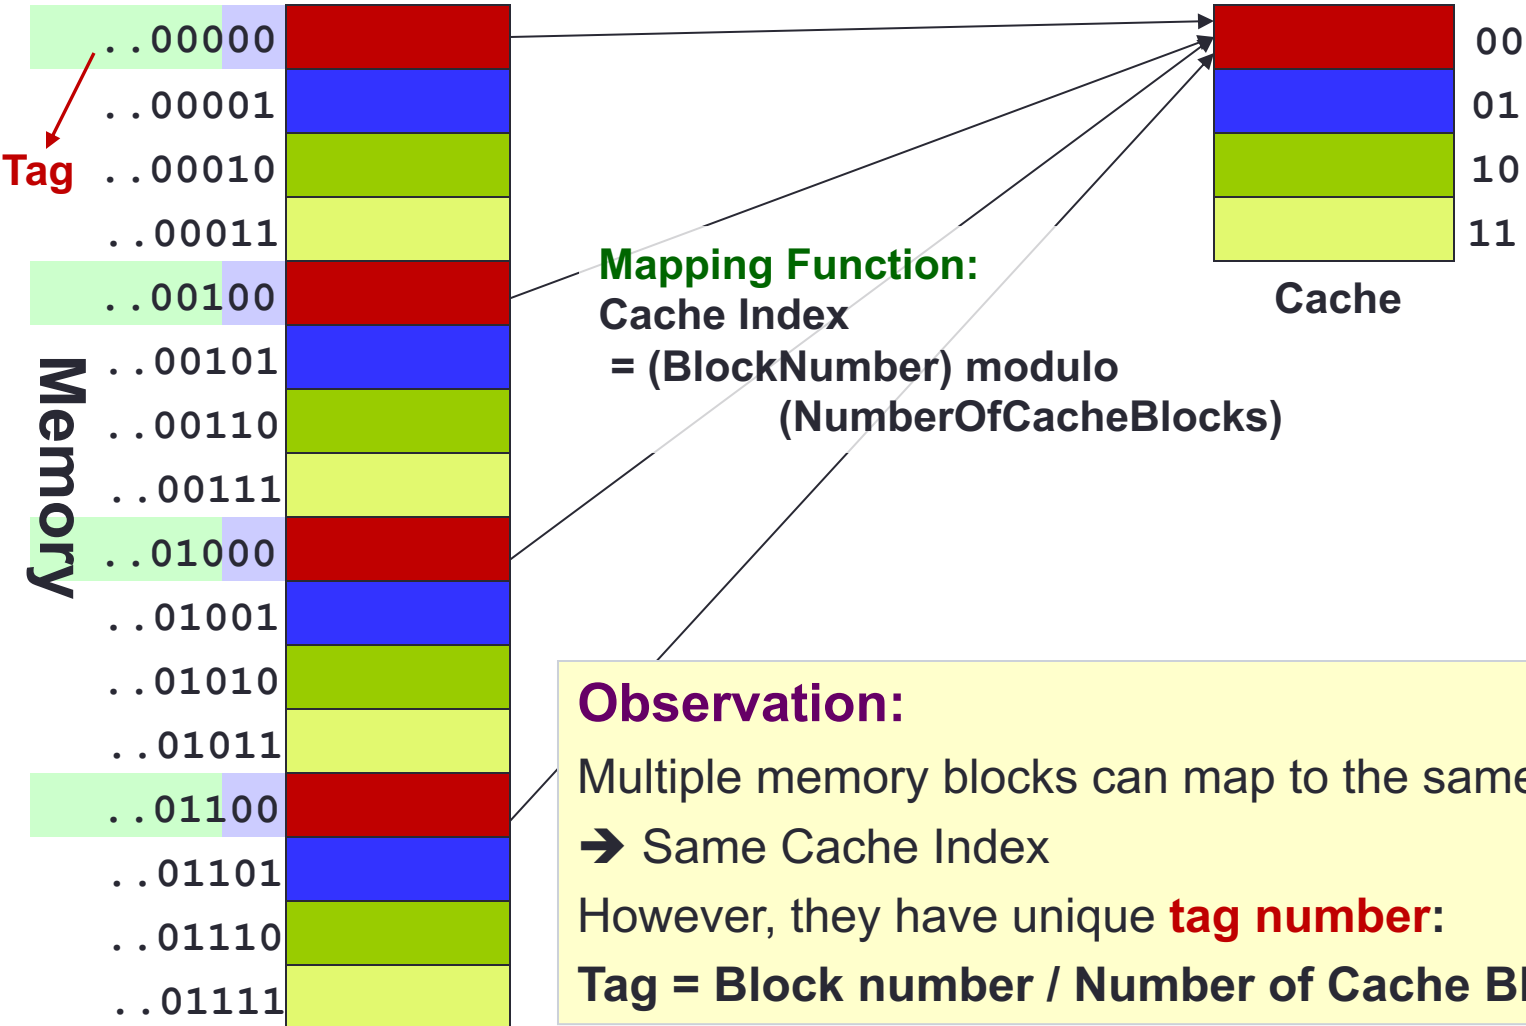 ..00000
..00001
..00010
..00011
..00100
..00101
..00110
..00111
..01000
..01001
..01010
..01011
..01100
..01101
..01110
..01111
Tag
Memory
Mapping Function:
Cache Index
= (BlockNumber) modulo
(NumberOfCacheBlocks)
00
01
10
11
Cache
Observation:
Multiple memory blocks can map to the same
➔ Same Cache Index
However, they have unique tag number:
Tag = Block number / Number of Cache